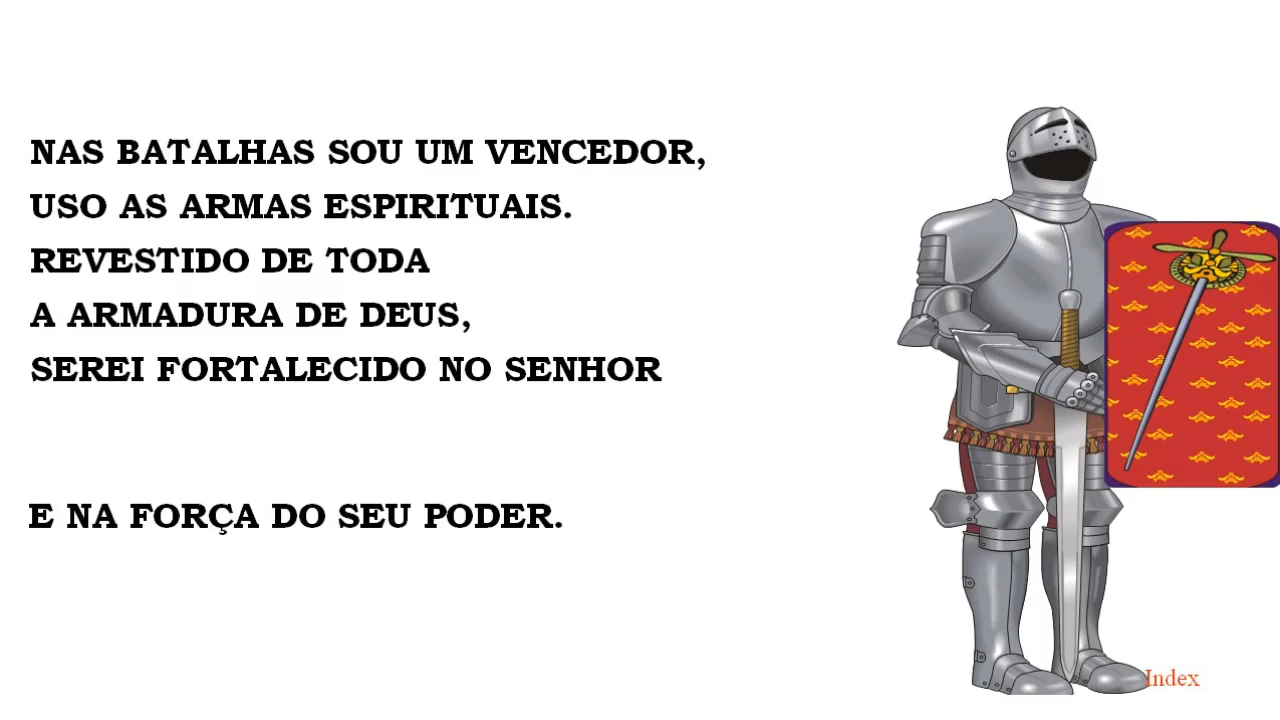 NAS BATALHAS SOU UM VENCEDOR,
USO AS ARMAS ESPIRITUAIS.
REVESTIDO DE TODA
A ARMADURA DE DEUS,
SEREI FORTALECIDO NO SENHOR
E NA FORÇA DO SEU PODER.
Index